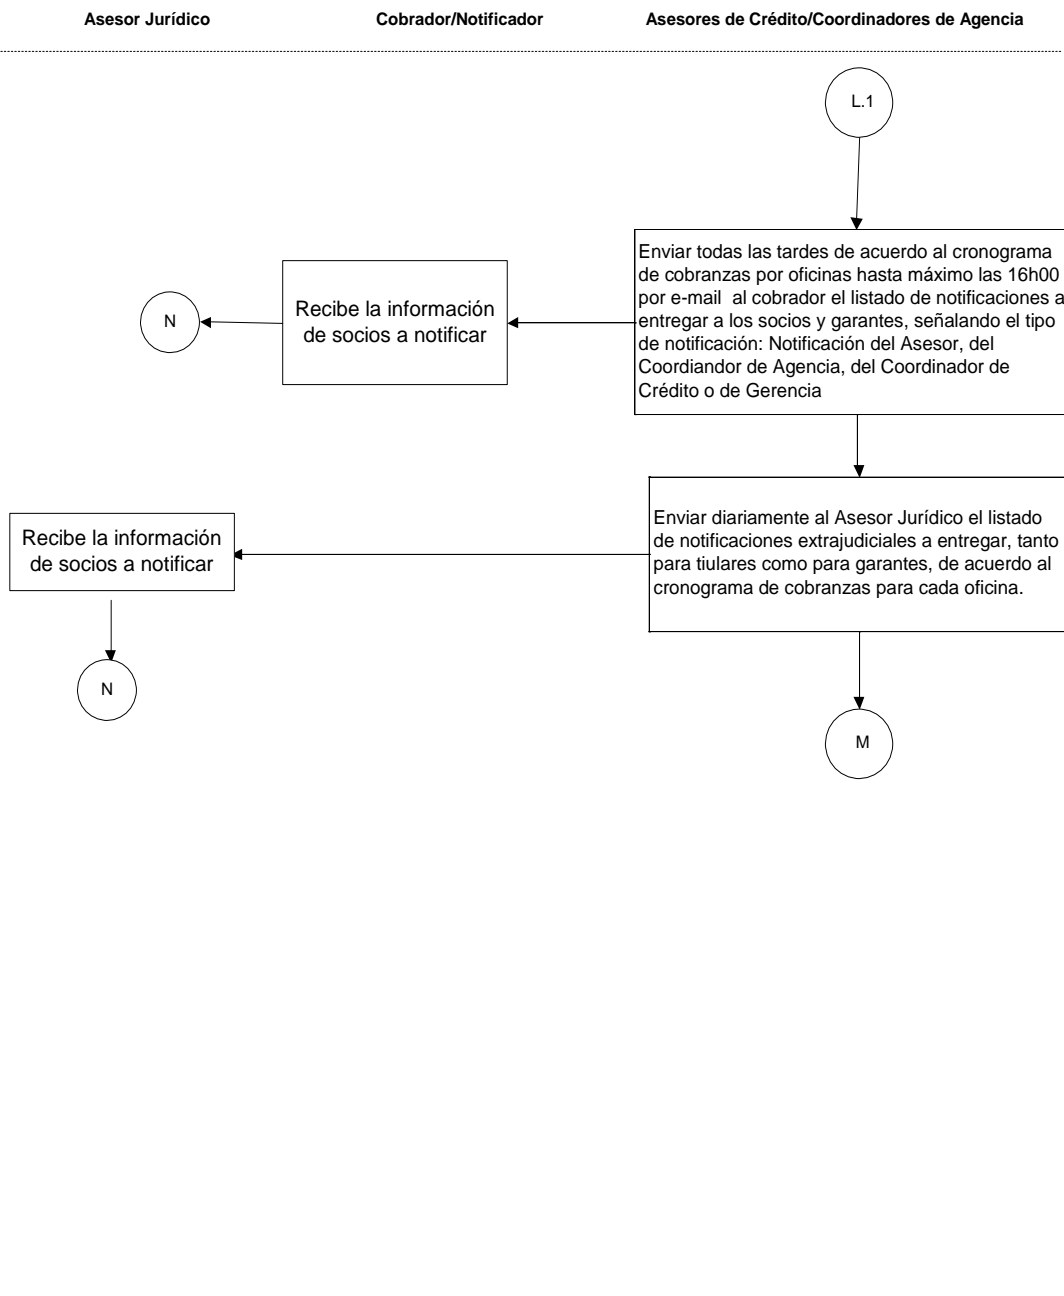 Asesor Jurídico
Cobrador/Notificador
Asesores de Crédito/Coordinadores de Agencia
L.1
Enviar todas las tardes de acuerdo al cronograma
de cobranzas por oficinas hasta máximo las 16h00
por e-mail al cobrador el listado de notificaciones a
entregar a los socios y garantes, señalando el tipo
de notificación: Notificación del Asesor, del
Coordiandor de Agencia, del Coordinador de
Crédito o de Gerencia
Recibe la información
de socios a notificar
N
Enviar diariamente al Asesor Jurídico el listado
de notificaciones extrajudiciales a entregar, tanto
para tiulares como para garantes, de acuerdo al
cronograma de cobranzas para cada oficina.
Recibe la información
de socios a notificar
N
M